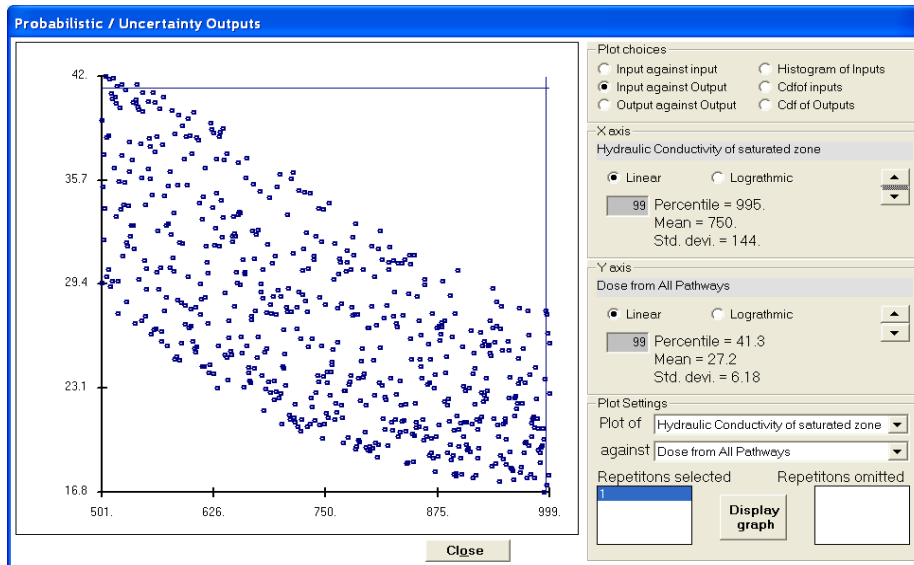 Probabilistic / Uncertainty Outputs
42.
35.7
29.4
23.1
16.8
501.
626.
750.
875.
999.
Close
Plot choices
Input against input
Histogram of Inputs
Input against Output
Cdfof inputs
Output against Output
Cdf of Outputs
X axis
Hydraulic Conductivity of saturated zone
Linear
Lograthmic
99 Percentile = 995.
Mean = 750.
Std. devi. = 144.
Y axis
Dose from All Pathways
Linear
Lograthmic
99 Percentile = 41.3
Mean = 27.2
Std. devi. = 6.18
Plot Settings
Plot of Hydraulic Conductivity of saturated zone
against Dose from All Pathways
Repetitons selected
Repetitons omitted
1
Display
graph